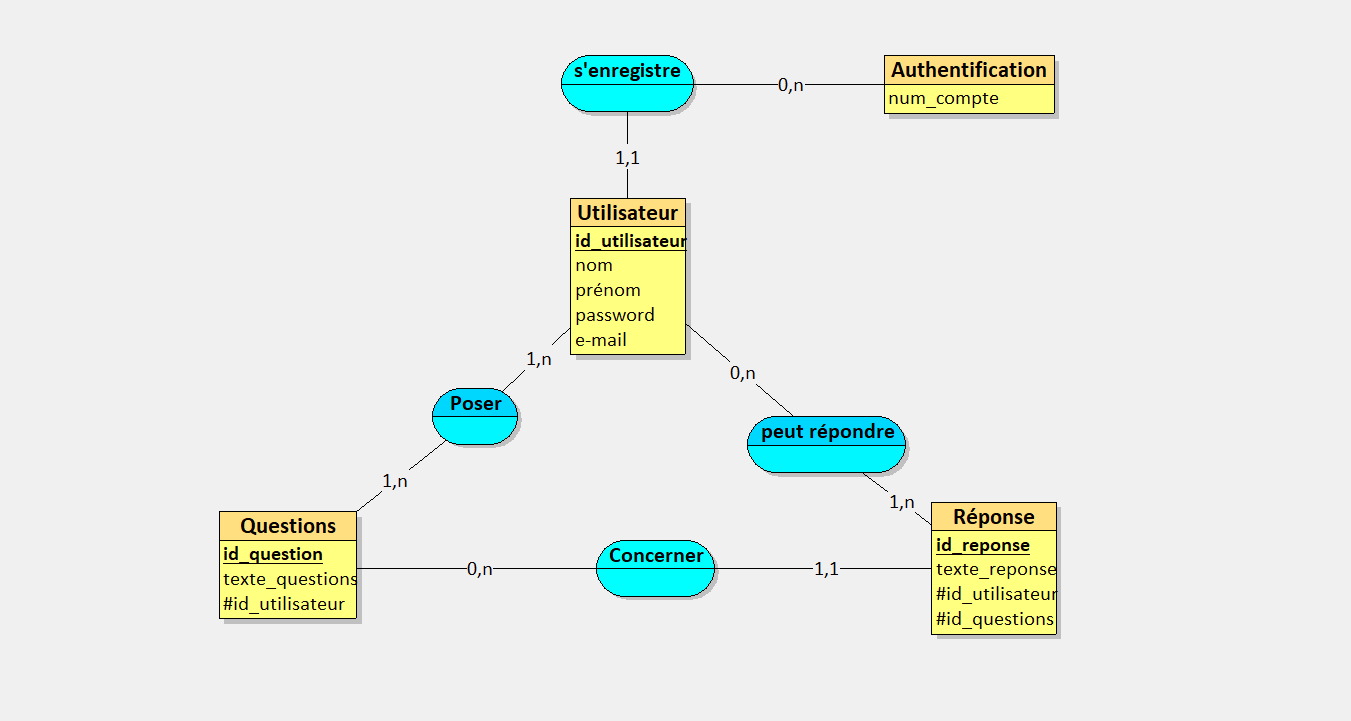 s'enregistre
0,n
Authentification
num_compte
1,1
Utilisateur
id_utilisateur
nom
prénom
password
e-mail
1,n
0,n
Poser
peut répondre
1,n
1,n
Questions
id_question
texte_questions
#id_utilisateur
0,n
Concerner
1,1
Réponse
id_reponse
texte_reponse
#id_utilisateur
#id_questions